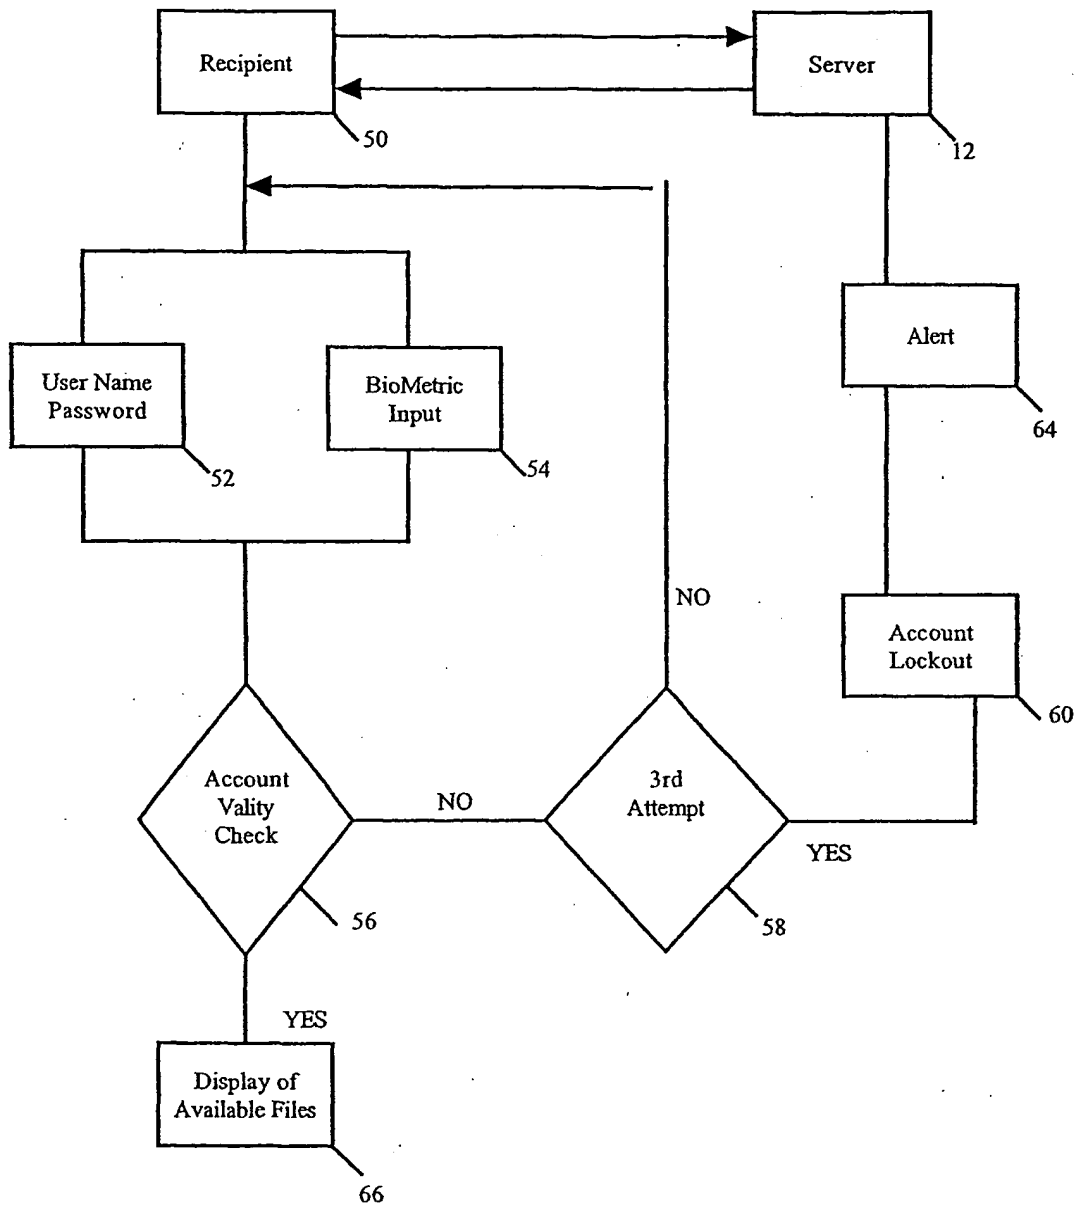 Recipient
Server
50
12
Alert
User Name
Password
BioMetric
Input
64
52
54
NO
Account
Lockout
60
Account
Vality
Check
NO
3rd
Attempt
YES
56
58
YES
Display of
Available Files
66